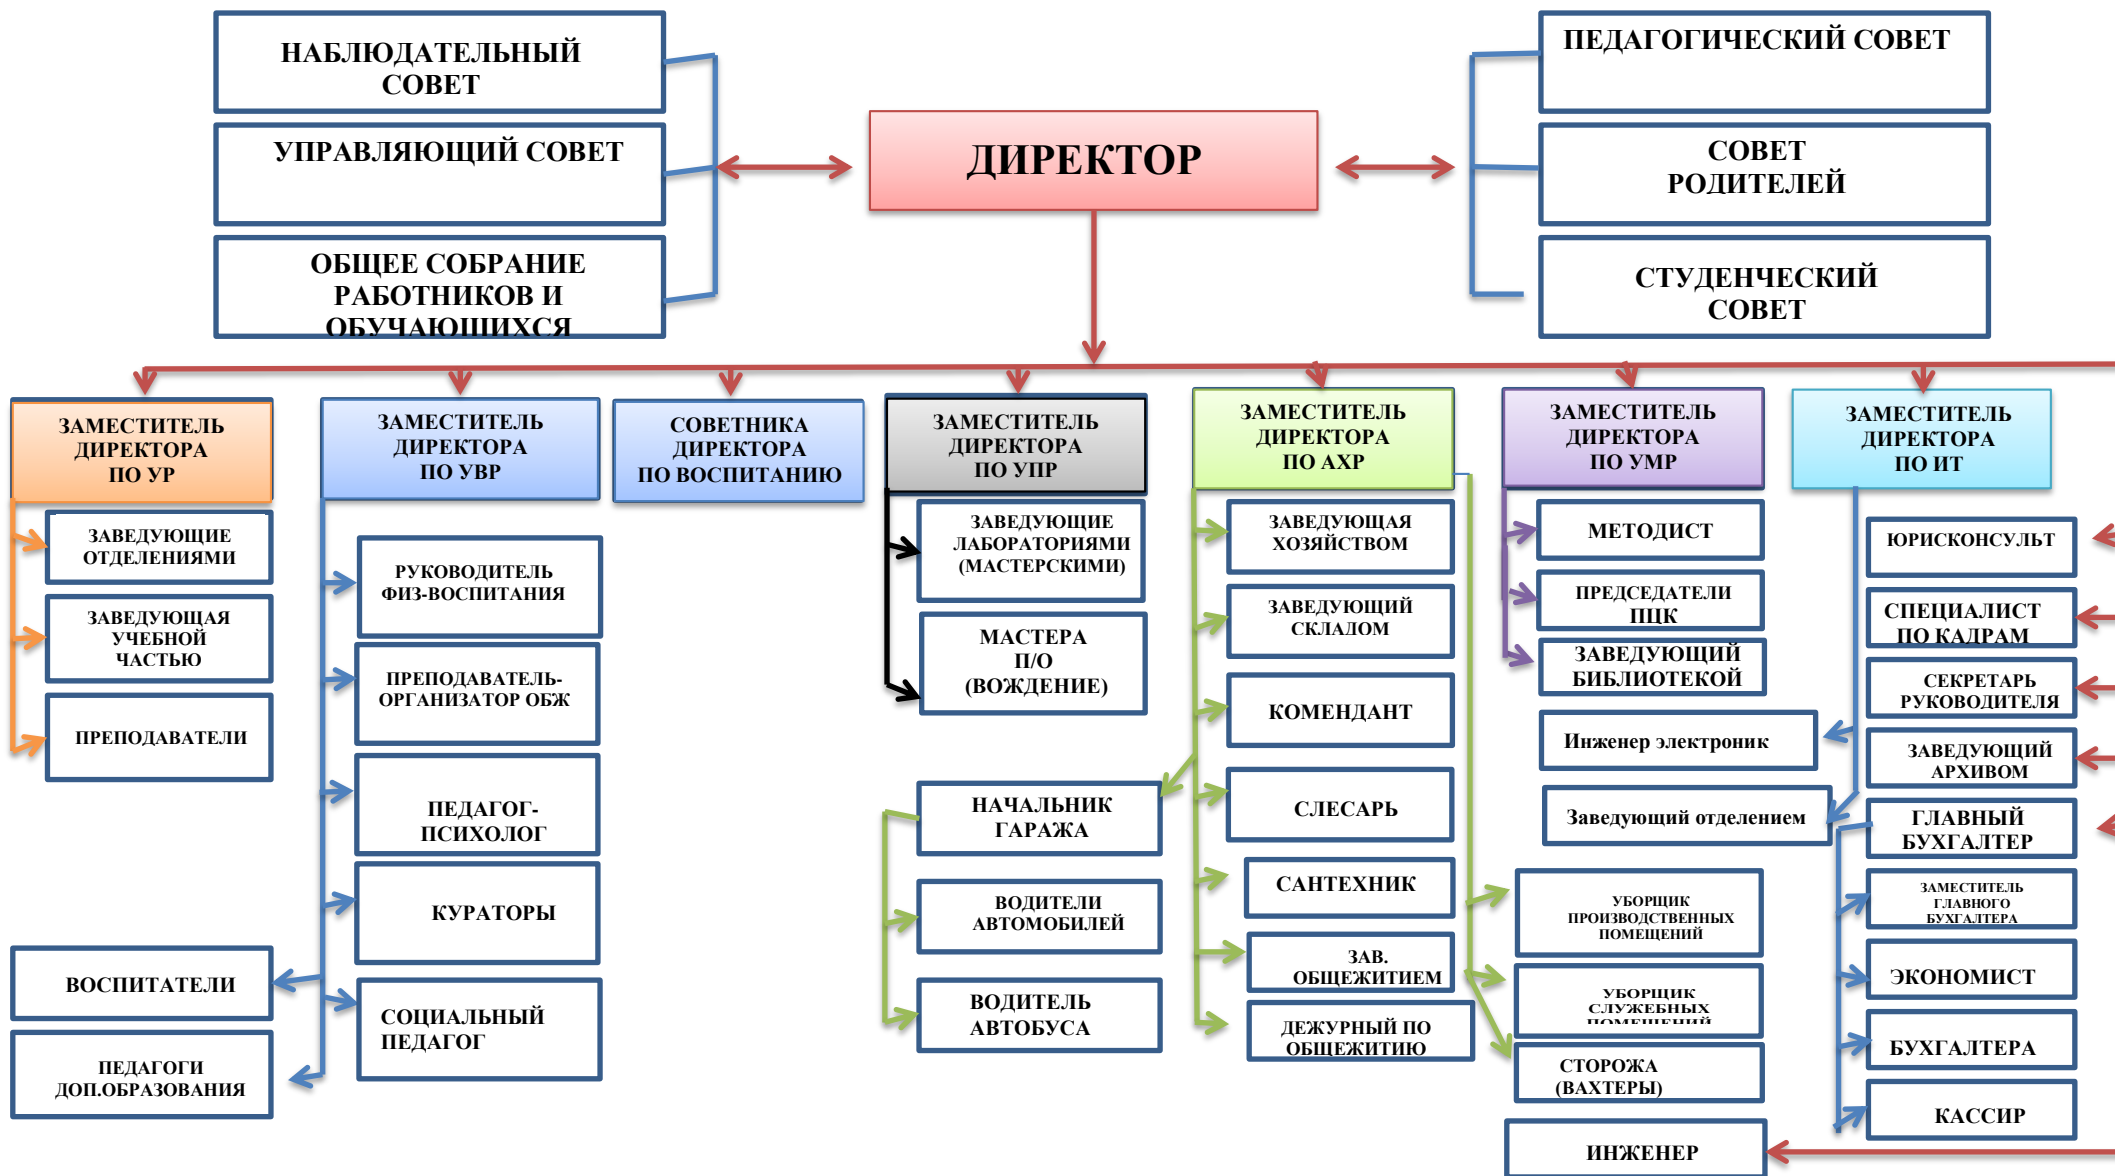 НАБЛЮДАТЕЛЬНЫЙ
СОВЕТ
УПРАВЛЯЮЩИЙ СОВЕТ
ОБЩЕЕ СОБРАНИЕ
РАБОТНИКОВ И
ОБУЧАЮЩИХСЯ
ДИРЕКТОР
ПЕДАГОГИЧЕСКИЙ СОВЕТ
СОВЕТ
РОДИТЕЛЕЙ
СТУДЕНЧЕСКИЙ
СОВЕТ
ЗАМЕСТИТЕЛЬ
ДИРЕКТОРА
ПО УР
ЗАВЕДУЮЩИЕ
ОТДЕЛЕНИЯМИ
ЗАВЕДУЮЩАЯ
УЧЕБНОЙ
ЧАСТЬЮ
ПРЕПОДАВАТЕЛИ
ЗАМЕСТИТЕЛЬ
ДИРЕКТОРА
ПО УВР
РУКОВОДИТЕЛЬ
ФИЗ-ВОСПИТАНИЯ
ПРЕПОДАВАТЕЛЬ-
ОРГАНИЗАТОР ОБЖ
ПЕДАГОГ-
ПСИХОЛОГ
КУРАТОРЫ
СОЦИАЛЬНЫЙ
ПЕДАГОГ
ВОСПИТАТЕЛИ
ПЕДАГОГИ
ДОП.ОБРАЗОВАНИЯ
СОВЕТНИКА
ДИРЕКТОРА
ПО ВОСПИТАНИЮ
ЗАМЕСТИТЕЛЬ
ДИРЕКТОРА
ПО УПР
ЗАВЕДУЮЩИЕ
ЛАБОРАТОРИЯМИ
(МАСТЕРСКИМИ)
МАСТЕРА
П/О
(ВОЖДЕНИЕ)
ЗАМЕСТИТЕЛЬ
ДИРЕКТОРА
ПО АХР
ЗАВЕДУЮЩАЯ
ХОЗЯЙСТВОМ
ЗАВЕДУЮЩИЙ
СКЛАДОМ
КОМЕНДАНТ
СЛЕСАРЬ
САНТЕХНИК
ЗАВ.
ОБЩЕЖИТИЕМ
ДЕЖУРНЫЙ ПО
ОБЩЕЖИТИЮ
НАЧАЛЬНИК
ГАРАЖА
ВОДИТЕЛИ
АВТОМОБИЛЕЙ
ВОДИТЕЛЬ
АВТОБУСА
УБОРЩИК
ПРОИЗВОДСТВЕННЫХ
ПОМЕЩЕНИЙ
УБОРЩИК
СЛУЖЕБНЫХ
ПОМЕЩЕНИЙ
СТОРОЖА
(ВАХТЕРЫ)
ИНЖЕНЕР
ЗАМЕСТИТЕЛЬ
ДИРЕКТОРА
ПО УМР
МЕТОДИСТ
ПРЕДСЕДАТЕЛИ
ПЦК
ЗАВЕДУЮЩИЙ
БИБЛИОТЕКОЙ
ЗАМЕСТИТЕЛЬ
ДИРЕКТОРА
ПО ИТ
Инженер электроник
Заведующий отделением
ЮРИСКОНСУЛЬТ
СПЕЦИАЛИСТ
ПО КАДРАМ
СЕКРЕТАРЬ
РУКОВОДИТЕЛЯ
ЗАВЕДУЮЩИЙ
АРХИВОМ
ГЛАВНЫЙ
БУХГАЛТЕР
ЗАМЕСТИТЕЛЬ
ГЛАВНОГО
БУХГАЛТЕРА
ЭКОНОМИСТ
БУХГАЛТЕРА
КАССИР